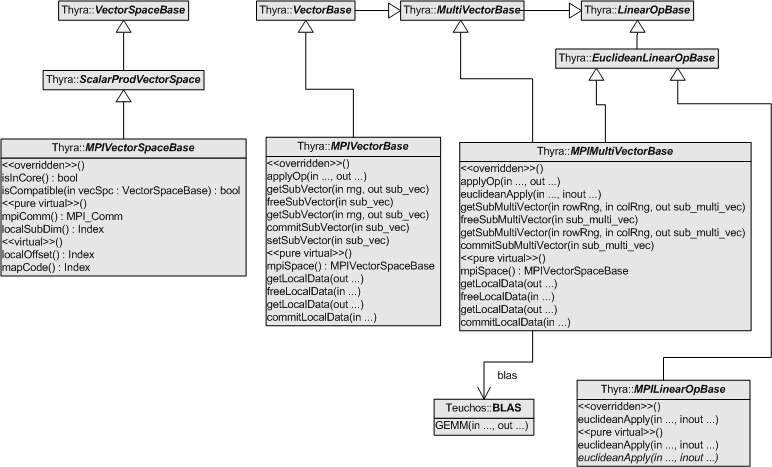 Thyra::VectorSpaceBase
Thyra::VectorBase
Thyra::MultiVectorBase
Thyra::LinearOpBase
Thyra::EuclideanLinearOpBase
Thyra::ScalarProdVectorSpace
Thyra::MPIVectorSpaceBase
<<overridden>>()
isInCore() : bool
isCompatible(in vecSpc : VectorSpaceBase) : bool
<<pure virtual>>()
mpiComm() : MPI_Comm
localSubDim() : Index
<<virtual>>()
localOffset() : Index
mapCode() : Index
Thyra::MPIVectorBase
<<overridden>>()
applyOp(in ..., out ...)
getSubVector(in rng, out sub_vec)
freeSubVector(in sub_vec)
getSubVector(in rng, out sub_vec)
commitSubVector(in sub_vec)
setSubVector(in sub_vec)
<<pure virtual>>()
mpiSpace() : MPIVectorSpaceBase
getLocalData(out ...)
freeLocalData(in ...)
getLocalData(out ...)
commitLocalData(in ...)
Thyra::MPIMultiVectorBase
<<overridden>>()
applyOp(in ..., out ...)
euclideanApply(in ..., inout ...)
getSubMultiVector(in rowRng, in colRng, out sub_multi_vec)
freeSubMultiVector(in sub_multi_vec)
getSubMultiVector(in rowRng, in colRng, out sub_multi_vec)
commitSubMultiVector(in sub_multi_vec)
<<pure virtual>>()
mpiSpace() : MPIVectorSpaceBase
getLocalData(out ...)
freeLocalData(in ...)
getLocalData(out ...)
commitLocalData(in ...)
blas
Teuchos::BLAS
GEMM(in ..., out ...)
Thyra::MPILinearOpBase
<<overridden>>()
euclideanApply(in ..., inout ...)
<<pure virtual>>()
euclideanApply(in ..., inout ...)
euclideanApply(in ..., inout ...)